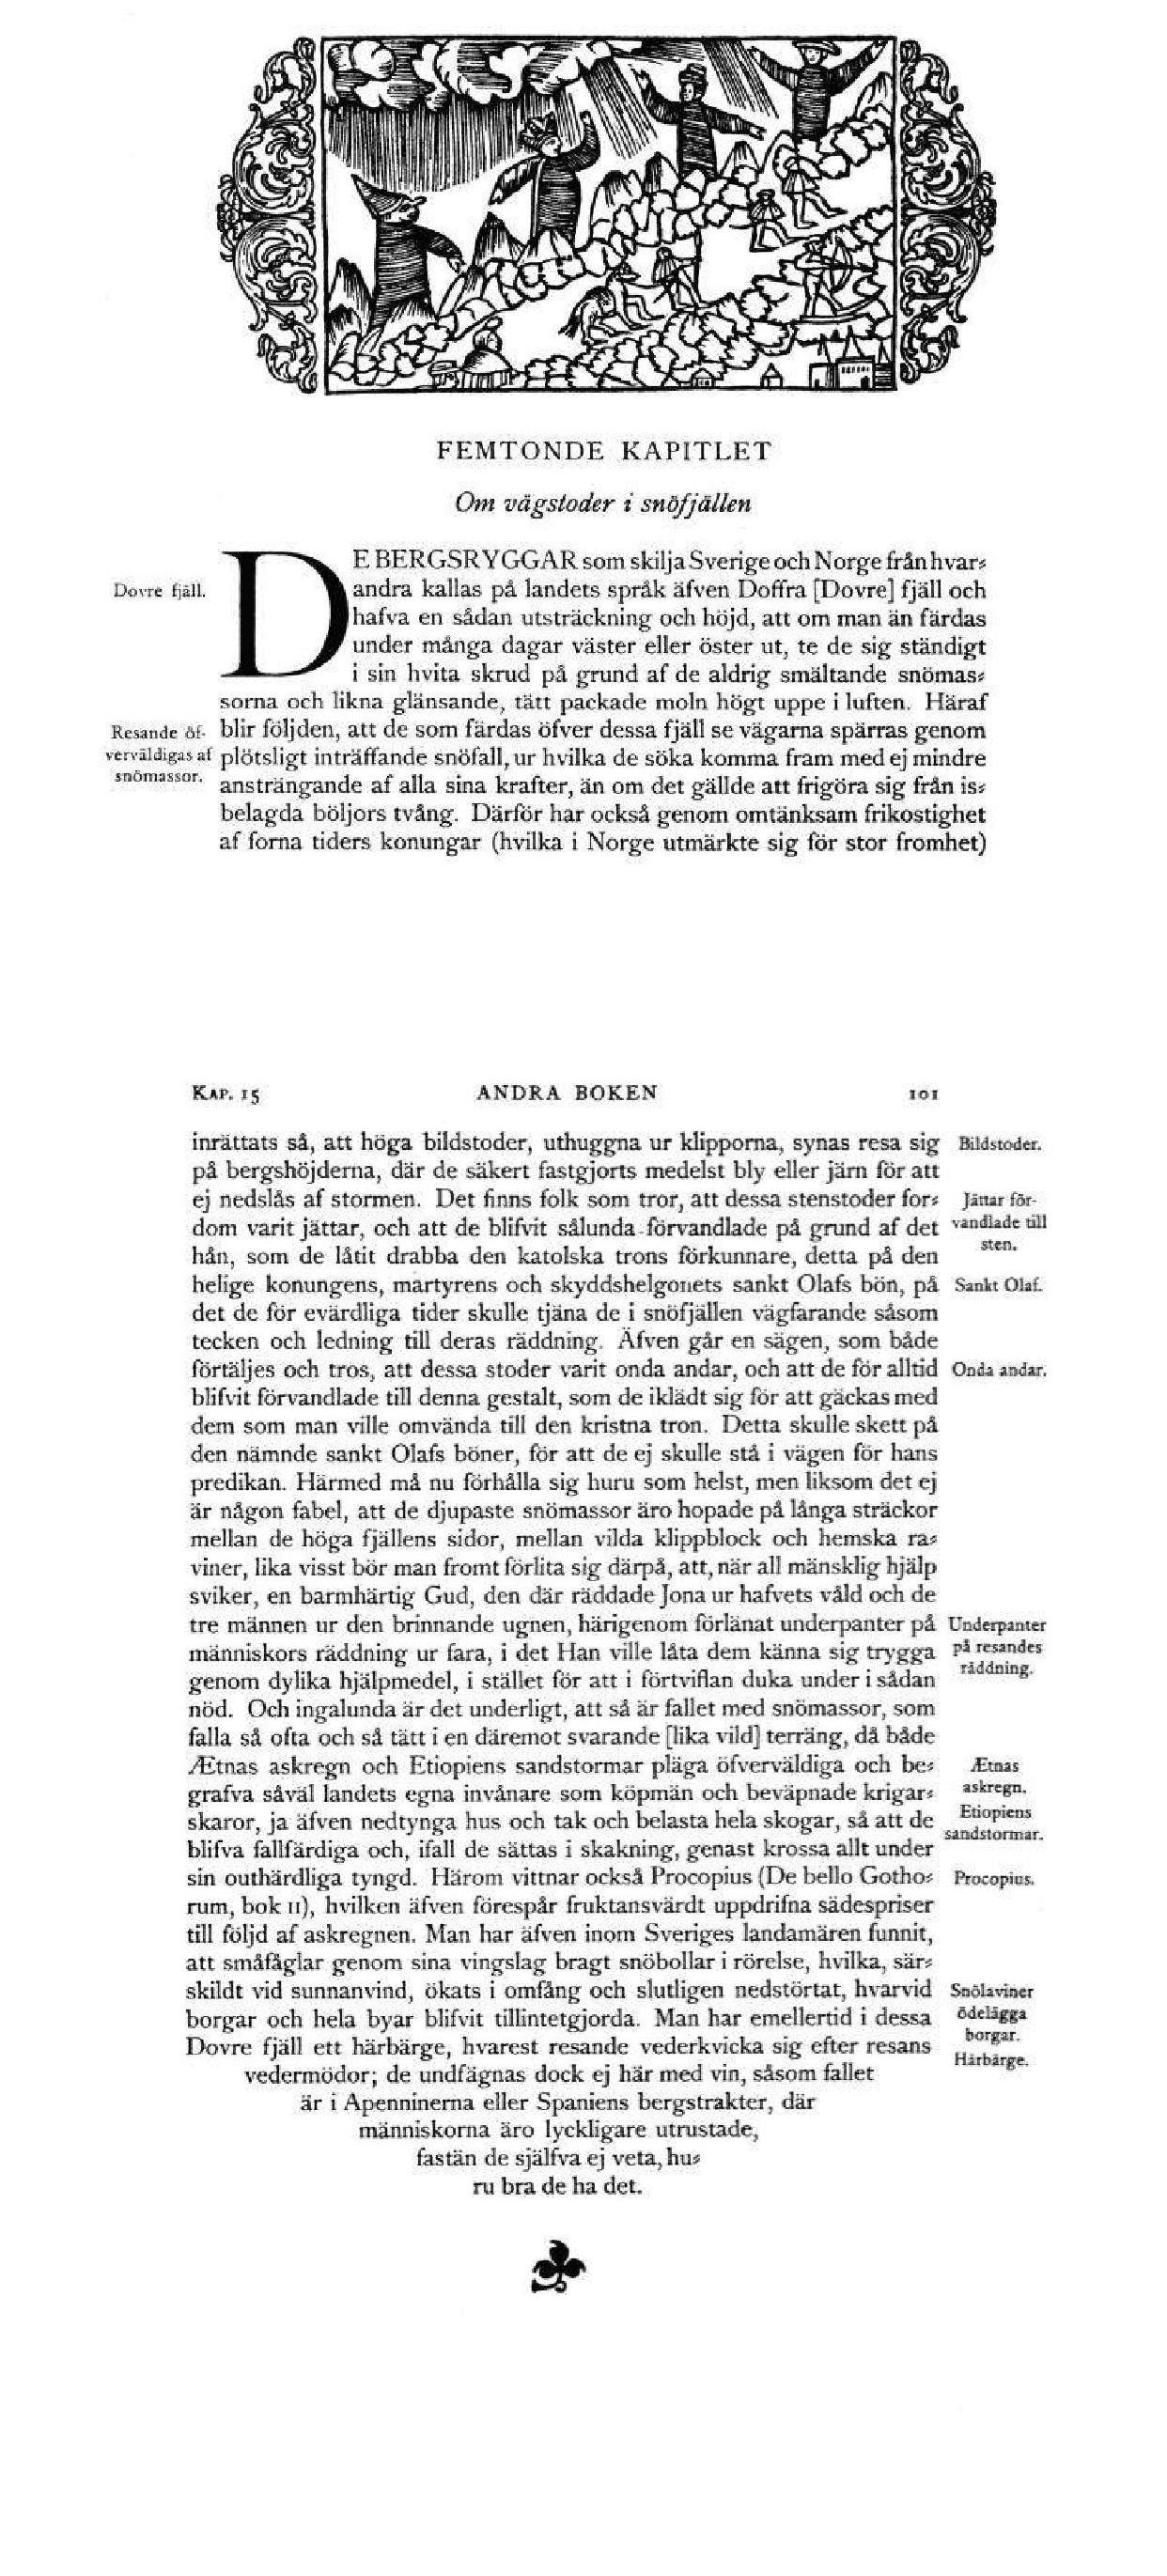 FEMTONDE KAPITLET
Om vägstoder i snöfjällen
DE BERGSRYGGAR som skilja Sverige och Norge från hvar⸗
Dovre fjäll.
andra kallas på landets språk äfven Doffra [Dovre] fjäll och
hafva en sådan utsträckning och höjd, att om man än färdas
under många dagar väster eller öster ut, te de sig ständigt
i sin hvita skrud på grund af de aldrig smältande snömas⸗
sorna och likna glänsande, tätt packade moln högt uppe i luften. Häraf
Resande öf-
verväldigas af
snömassor.
blir följden, att de som färdas öfver dessa fjäll se vägarna spärras genom
plötsligt inträffande snöfall, ur hvilka de söka komma fram med ej mindre
ansträngande af alla sina krafter, än om det gällde att frigöra sig från is⸗
belagda böljors tvång. Därför har också genom omtänksam frikostighet
af forna tiders konungar (hvilka i Norge utmärkte sig för stor fromhet)
KAP. 15 ANDRA BOKEN 101
inrättats så, att höga bildstoder, uthuggna ur klipporna, synas resa sig
Bildstoder.
på bergshöjderna, där de säkert fastgjorts medelst bly eller järn för att
ej nedslås af stormen. Det finns folk som tror, att dessa stenstoder for⸗
Jättar för-
vandlade till
sten.
dom varit jättar, och att de blifvit sålunda förvandlade på grund af det
hån, som de låtit drabba den katolska trons förkunnare, detta på den
helige konungens, martyrens och skyddshelgonets sankt Olafs bön, på
Sankt Olaf.
det de för evärdliga tider skulle tjäna de i snöfjällen vägfarande såsom
tecken och ledning till deras räddning. Äfven går en sägen, som både
förtäljes och tros, att dessa stoder varit onda andar, och att de för alltid
Onda andar.
blifvit förvandlade till denna gestalt, som de iklädt sig för att gäckas med
dem som man ville omvända till den kristna tron. Detta skulle skett på
den nämnde sankt Olafs böner, för att de ej skulle stå i vägen för hans
predikan. Härmed må nu förhålla sig huru som helst, men liksom det ej
är någon fabel, att de djupaste snömassor äro hopade på långa sträckor
mellan de höga fjällens sidor, mellan vilda klippblock och hemska ra⸗
viner, lika visst bör man fromt förlita sig därpå, att, när all mänsklig hjälp
sviker, en barmhärtig Gud, den där räddade Jona ur hafvets våld och de
tre männen ur den brinnande ugnen, härigenom förlänat underpanter på
Underpanter
på resandes
räddning.
människors räddning ur fara, i det Han ville låta dem känna sig trygga
genom dylika hjälpmedel, i stället för att i förtviflan duka under i sådan
nöd. Och ingalunda är det underligt, att så är fallet med snömassor, som
falla så ofta och så tätt i en däremot svarande [lika vild] terräng, då både
Ætnas askregn och Etiopiens sandstormar pläga öfverväldiga och be⸗
Ætnas
askregn.
Etiopiens
sandstormar.
grafva såväl landets egna invånare som köpmän och beväpnade krigar⸗
skaror, ja äfven nedtynga hus och tak och belasta hela skogar, så att de
blifva fallfärdiga och, ifall de sättas i skakning, genast krossa allt under
sin outhärdliga tyngd. Härom vittnar också Procopius (De bello Gotho⸗
Procopius.
rum, bok II), hvilken äfven förespår fruktansvärdt uppdrifna sädespriser
till följd af askregnen. Man har äfven inom Sveriges landamären funnit,
att småfåglar genom sina vingslag bragt snöbollar i rörelse, hvilka, sär⸗
skildt vid sunnanvind, ökats i omfång och slutligen nedstörtat, hvarvid
Snölaviner
ödelägga
borgar.
borgar och hela byar blifvit tillintetgjorda. Man har emellertid i dessa
Dovre fjäll ett härbärge, hvarest resande vederkvicka sig efter resans
Härbärge.
vedermödor; de undfägnas dock ej här med vin, såsom fallet
är i Apenninerna eller Spaniens bergstrakter, där
människorna äro lyckligare utrustade,
fastän de själfva ej veta, hu⸗
ru bra de ha det.